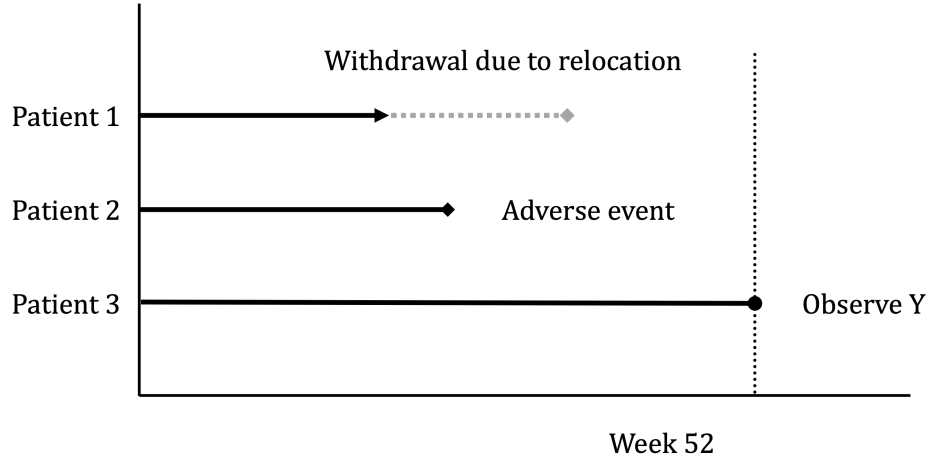 Withdrawal due to relocation
Patient 1
Patient 2
Adverse event
Patient 3
Observe Y
Week 52